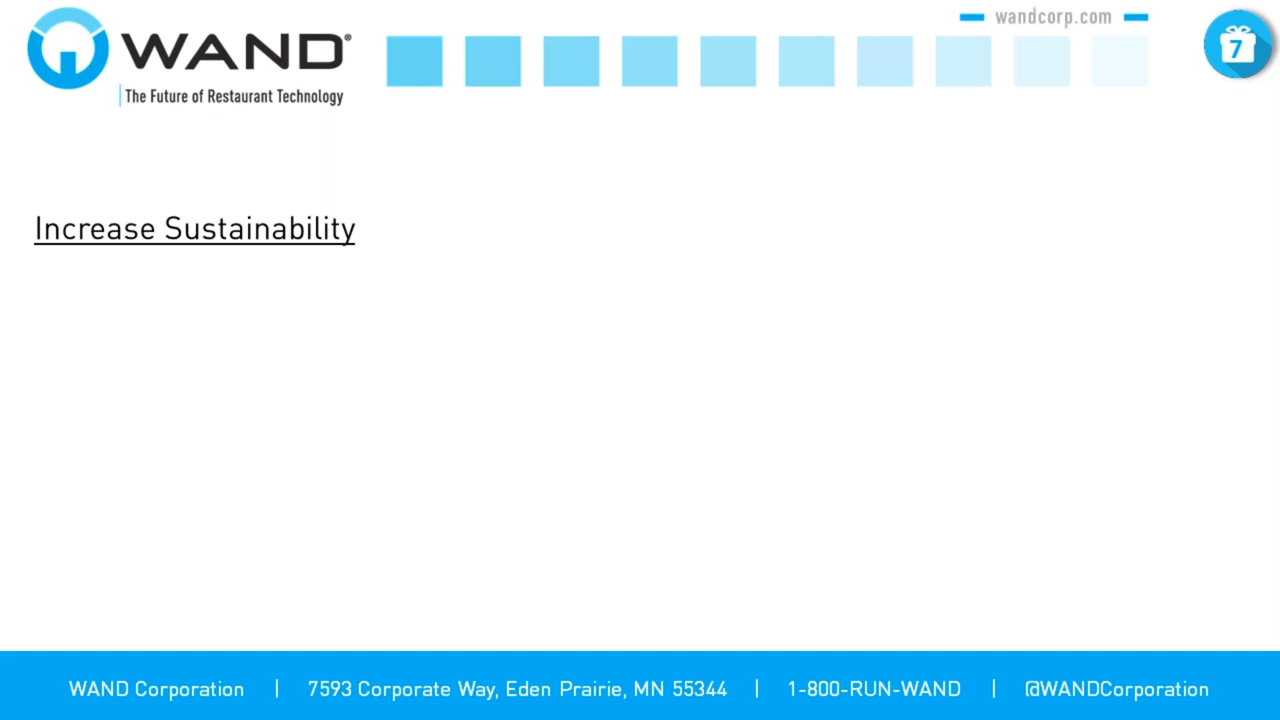 WAND®
The Future of Restaurant Technology
wandcorp.com
7
Increase Sustainability
WAND Corporation | 7593 Corporate Way, Eden Prairie, MN 55344 | 1-800-RUN-WAND | @WANDCorporation